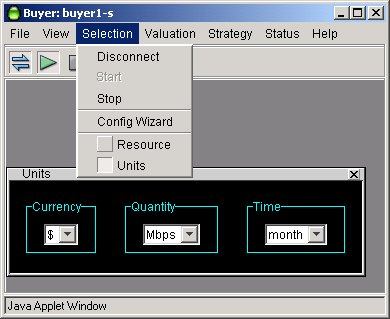 Buyer: buyer1-s
File View Selection Valuation Strategy Status Help
Disconnect
Start
Stop
Config Wizard
Resource
Units
Units
Currency Quantity Time
$ Mbps month
Java Applet Window